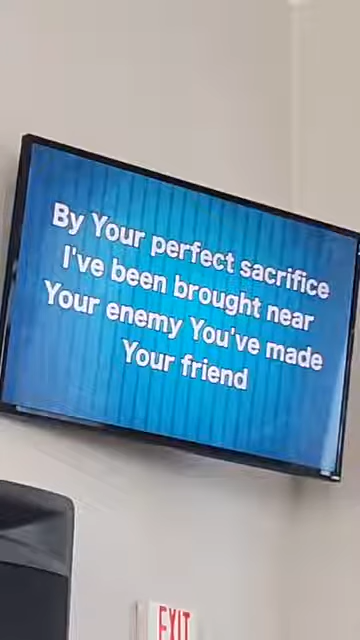 By Your perfect sacrifice
I've been brought near
Your enemy You've made
Your friend
EXIT